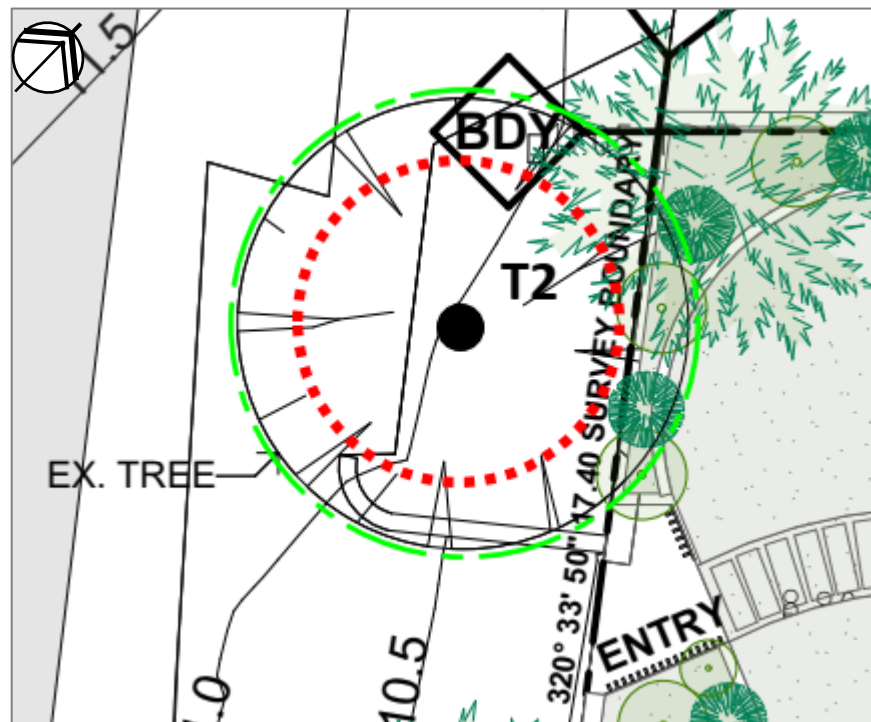 11.5
BDY
T2
EX. TREE
320° 33' 50" 17.40 SURVEY BOUNDARY
ENTRY
10.5